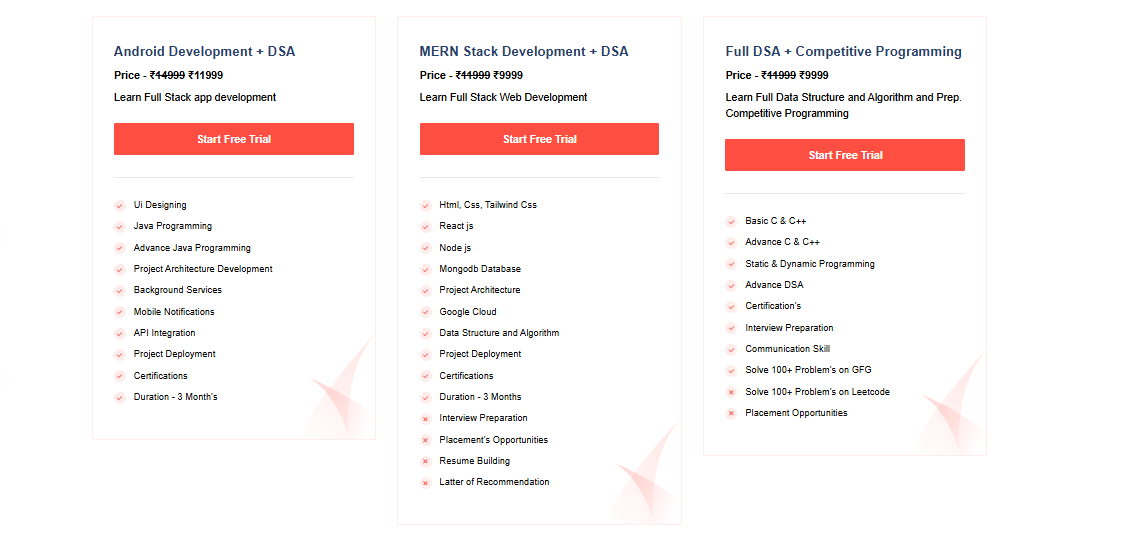 Android Development + DSA
Price - ₹14999 ₹11999
Learn Full Stack app development
Start Free Trial
Ui Designing
Java Programming
Advance Java Programming
Project Architecture Development
Background Services
Mobile Notifications
API Integration
Project Deployment
Certifications
Duration - 3 Month's
MERN Stack Development + DSA
Price - ₹11999 ₹9999
Learn Full Stack Web Development
Start Free Trial
Html, Css, Tailwind Css
React js
Node js
Mongodb Database
Project Architecture
Google Cloud
Data Structure and Algorithm
Project Deployment
Certifications
Duration - 3 Months
Interview Preparation
Placement's Opportunities
Resume Building
Latter of Recommendation
Full DSA + Competitive Programming
Price - ₹11999 ₹9999
Learn Full Data Structure and Algorithm and Prep.
Competitive Programming
Start Free Trial
Basic C & C++
Advance C & C++
Static & Dynamic Programming
Advance DSA
Certification's
Interview Preparation
Communication Skill
Solve 100+ Problem's on GFG
Solve 100+ Problem's on Leetcode
Placement Opportunities